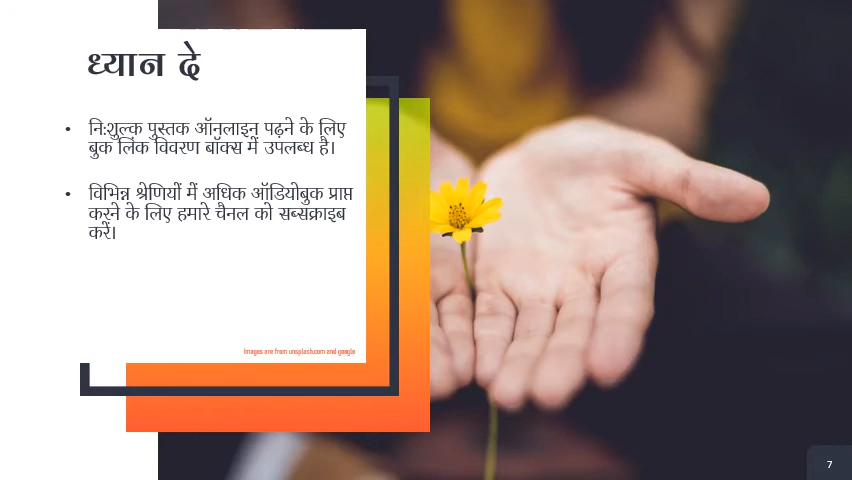 ध्यान दे
• नि:शुल्क पुस्तक ऑनलाइन पढ़ने के लिए
बुक लिंक विवरण बॉक्स में उपलब्ध है।
• विभिन्न श्रेणियों में अधिक ऑडियोबुक प्राप्त
करने के लिए हमारे चैनल को सब्सक्राइब
करें।
Images are from unsplash.com and google
7